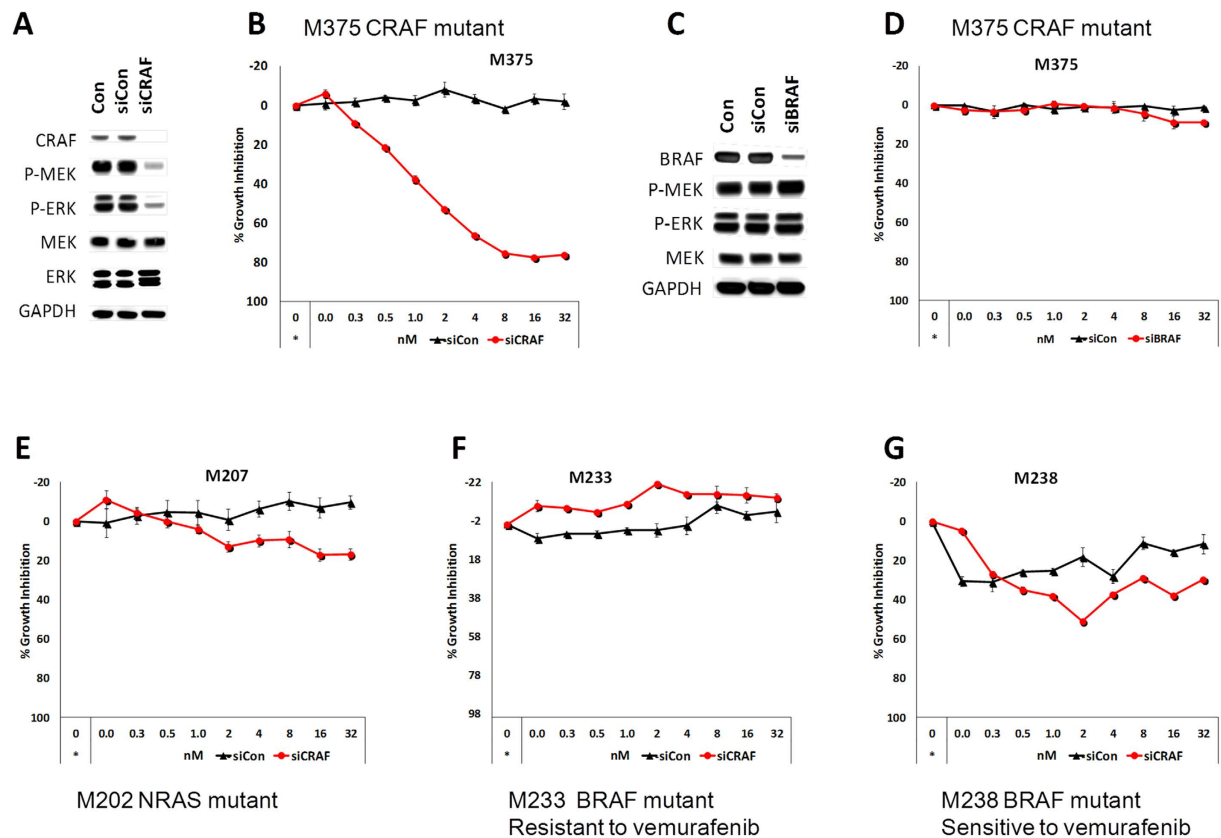 A
Con
siCon
siCRAF
CRAF
P-MEK
P-ERK
MEK
ERK
GAPDH
B
M375 CRAF mutant
M375
% Growth Inhibition
-20
0
20
40
60
80
100
0 0.0 0.3 0.5 1.0 2 4 8 16 32
* nM siCon siCRAF
C
Con
siCon
siBRAF
BRAF
P-MEK
P-ERK
MEK
GAPDH
D
M375 CRAF mutant
M375
% Growth Inhibition
-20
0
20
40
60
80
100
0 0.0 0.3 0.5 1.0 2 4 8 16 32
* nM siCon siBRAF
E
M207
% Growth Inhibition
-20
0
20
40
60
80
100
0 0.0 0.3 0.5 1.0 2 4 8 16 32
* nM siCon siCRAF
M202 NRAS mutant
F
M233
% Growth Inhibition
-22
-2
18
38
58
78
98
0 0.0 0.3 0.5 1.0 2 4 8 16 32
* nM siCon siCRAF
M233 BRAF mutant
Resistant to vemurafenib
G
M238
% Growth Inhibition
-20
0
20
40
60
80
100
0 0.0 0.3 0.5 1.0 2 4 8 16 32
* nM siCon siCRAF
M238 BRAF mutant
Sensitive to vemurafenib